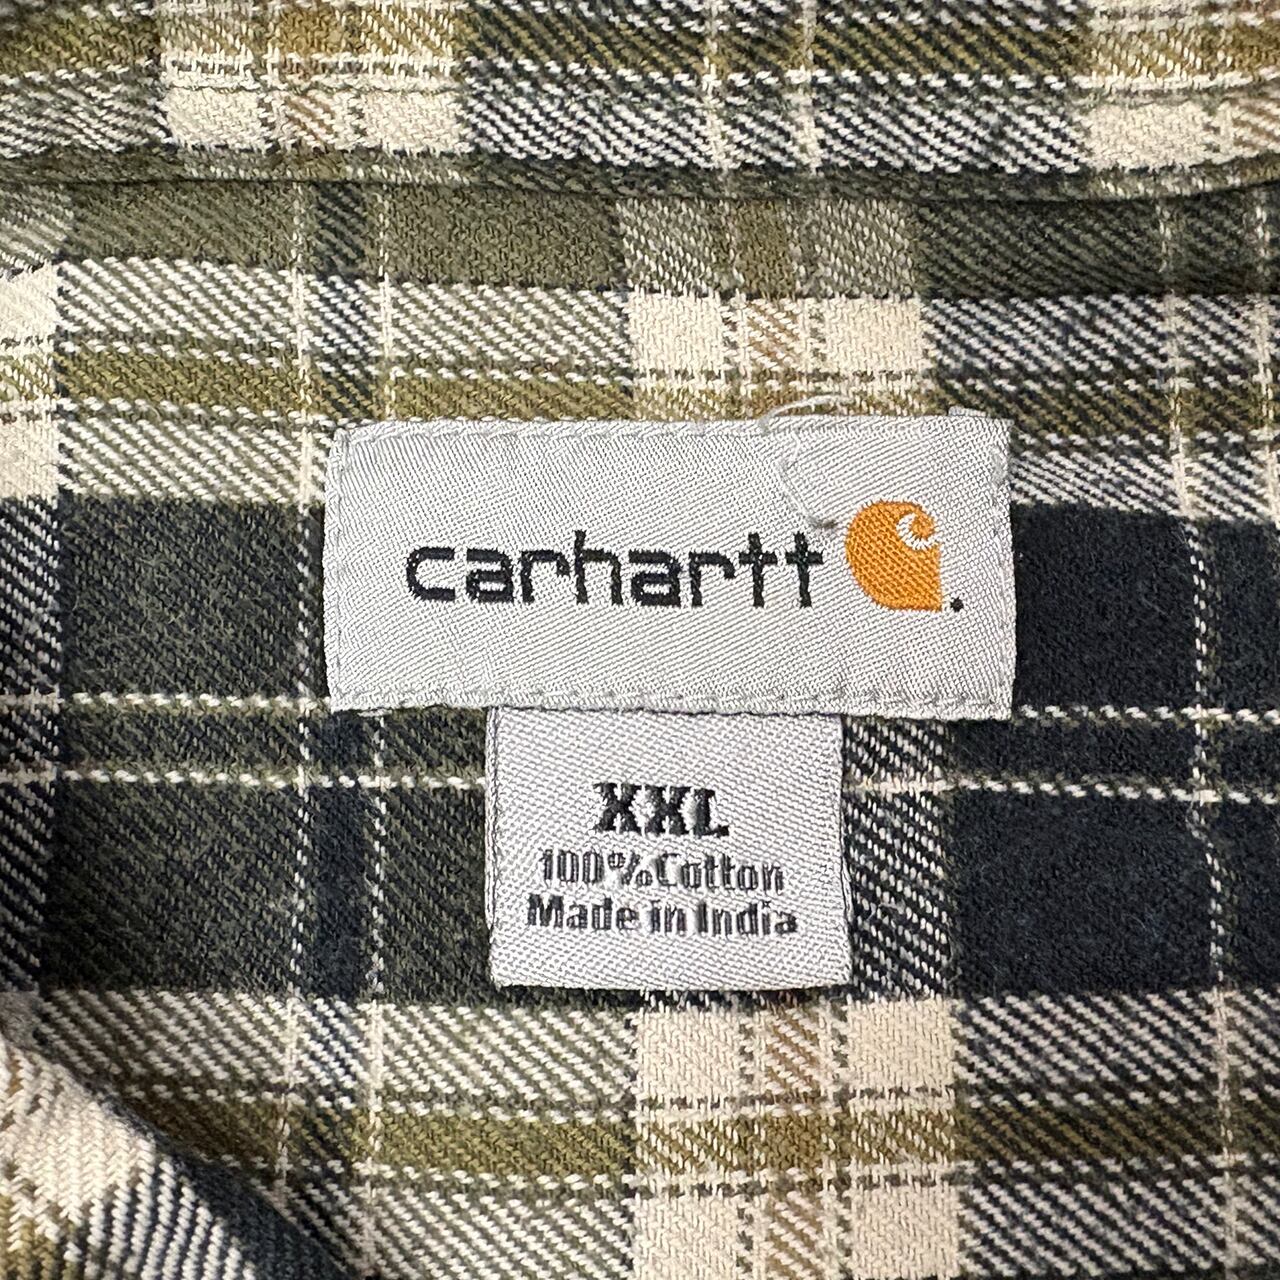 carhartt
XXL
100% Cotton
Made in India